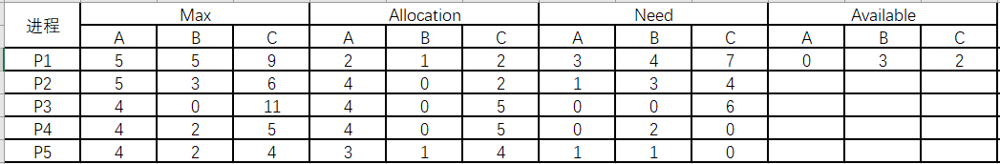 进程 Max Allocation Need Available
A B C A B C A B C A B C
P1 5 5 9 2 1 2 3 4 7 0 3 2
P2 5 3 6 4 0 2 1 3 4
P3 4 0 11 4 0 5 0 0 6
P4 4 2 5 4 0 5 0 2 0
P5 4 2 4 3 1 4 1 1 0